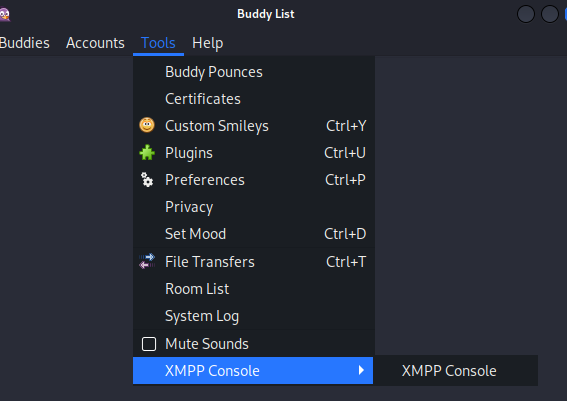 Buddy List
Buddies Accounts Tools Help
Buddy Pounces
Certificates
Custom Smileys Ctrl+Y
Plugins Ctrl+U
Preferences Ctrl+P
Privacy
Set Mood Ctrl+D
File Transfers Ctrl+T
Room List
System Log
Mute Sounds
XMPP Console XMPP Console